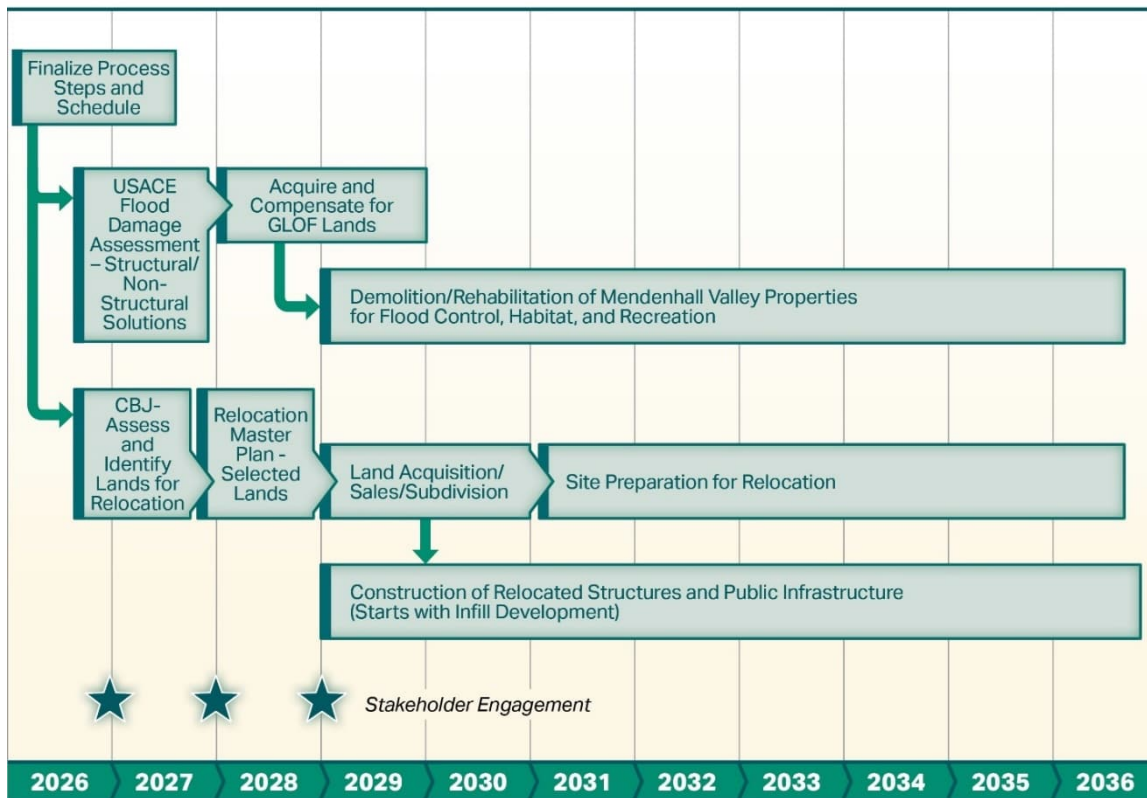 Finalize Process
Steps and
Schedule
USACE
Flood
Damage
Assessment
– Structural/
Non-
Structural
Solutions
Acquire and
Compensate for
GLOF Lands
Demolition/Rehabilitation of Mendenhall Valley Properties
for Flood Control, Habitat, and Recreation
CBJ-
Assess
and
Identify
Lands for
Relocation
Relocation
Master
Plan -
Selected
Lands
Land Acquisition/
Sales/Subdivision
Site Preparation for Relocation
Construction of Relocated Structures and Public Infrastructure
(Starts with Infill Development)
Stakeholder Engagement
2026 2027 2028 2029 2030 2031 2032 2033 2034 2035 2036